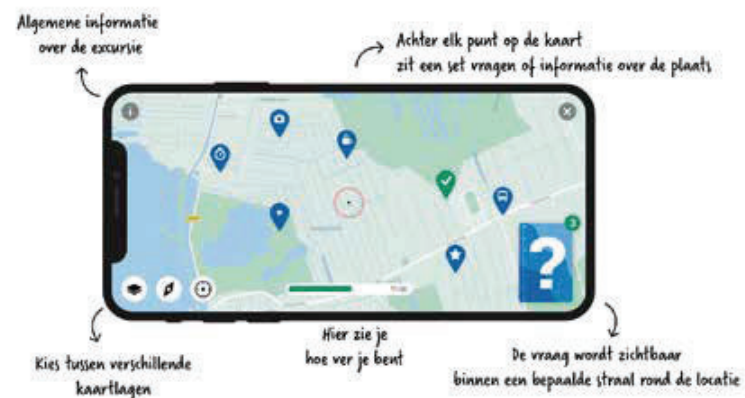 Algemene informatie
over de excursie
Achter elk punt op de kaart
zit een set vragen of informatie over de plaats
i
3
?
Kies tussen verschillende
kaartlagen
Hier zie je
hoe ver je bent
De vraag wordt zichtbaar
binnen een bepaalde straal rond de locatie